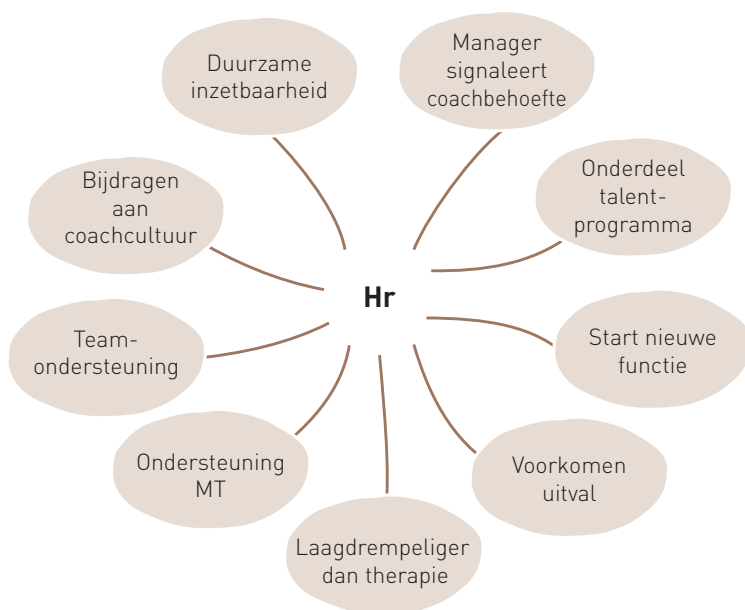 Duurzame
inzetbaarheid
Manager
signaleert
coachbehoefte
Bijdragen
aan
coachcultuur
Onderdeel
talent-
programma
Hr
Team-
ondersteuning
Start nieuwe
functie
Ondersteuning
MT
Voorkomen
uitval
Laagdrempeliger
dan therapie